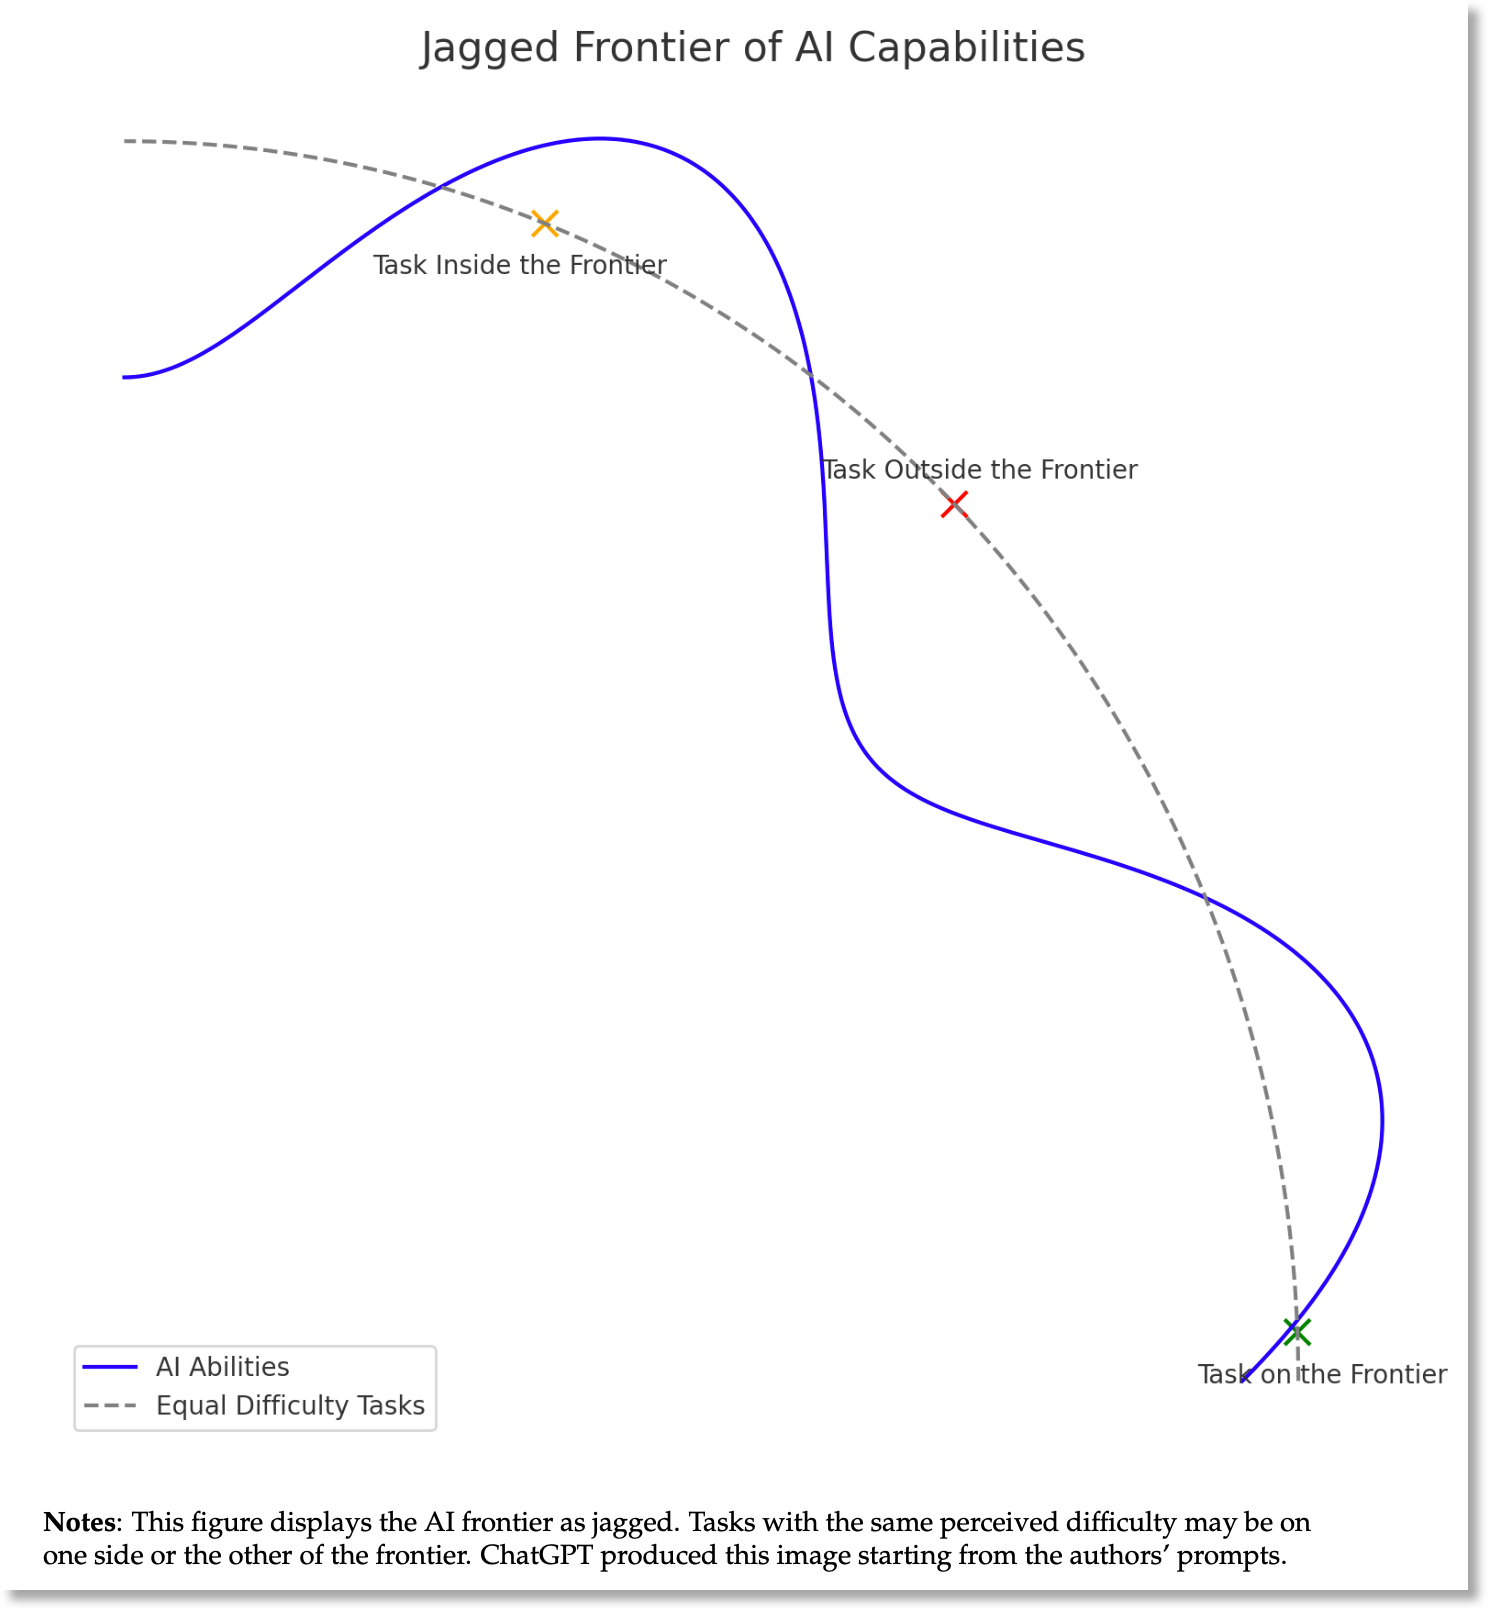 Jagged Frontier of AI Capabilities
Task Inside the Frontier
Task Outside the Frontier
Task on the Frontier
AI Abilities
Equal Difficulty Tasks
Notes: This figure displays the AI frontier as jagged. Tasks with the same perceived difficulty may be on
one side or the other of the frontier. ChatGPT produced this image starting from the authors’ prompts.